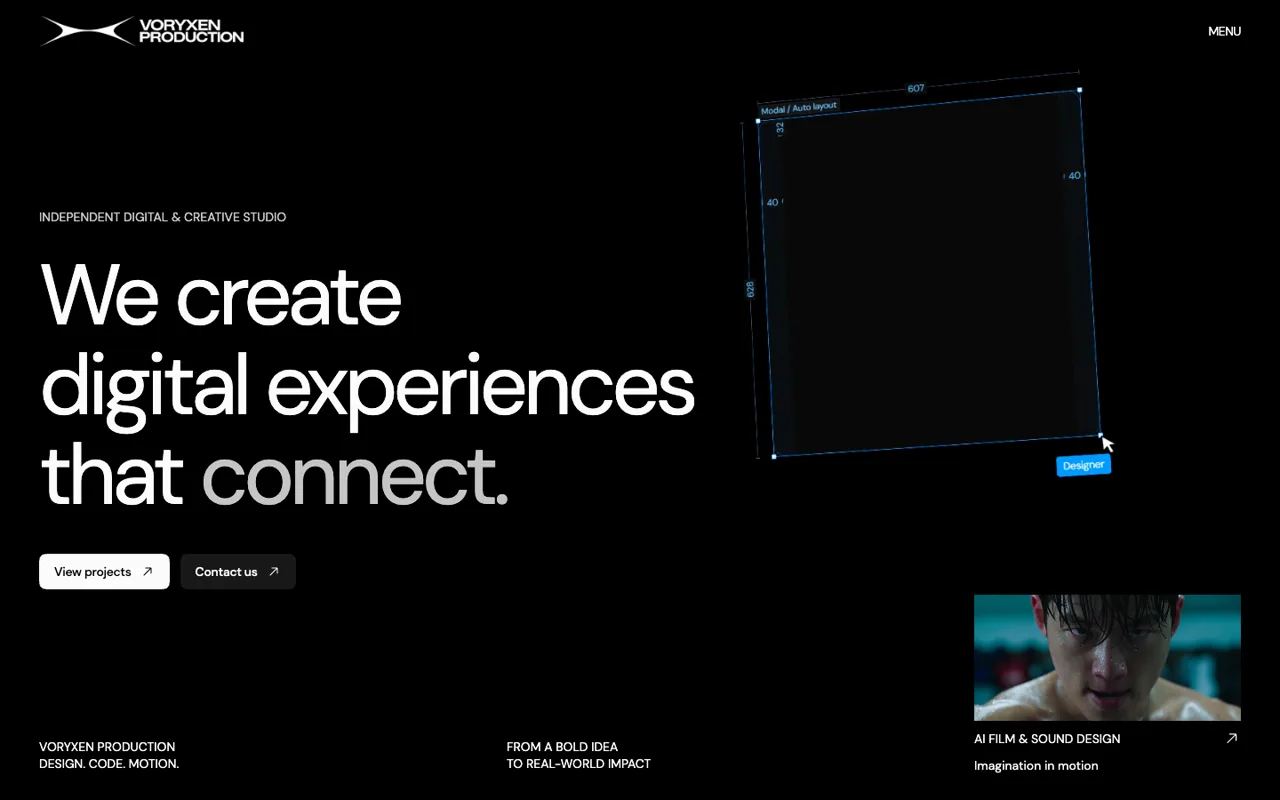 VORYXEN
PRODUCTION
MENU
607
Modal / Auto layout
32
40
40
628
Designer
INDEPENDENT DIGITAL & CREATIVE STUDIO
We create
digital experiences
that connect.
View projects
Contact us
VORYXEN PRODUCTION
DESIGN. CODE. MOTION.
FROM A BOLD IDEA
TO REAL-WORLD IMPACT
AI FILM & SOUND DESIGN
Imagination in motion